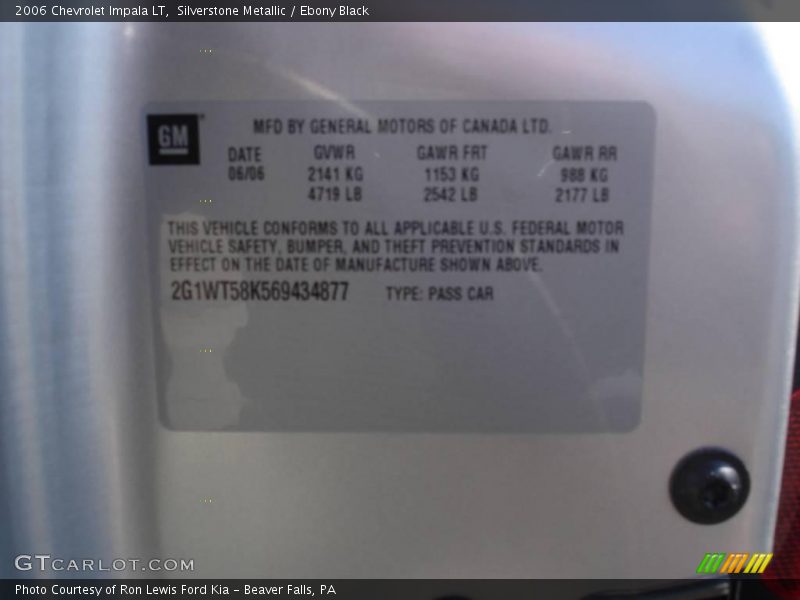 2006 Chevrolet Impala LT,  Silverstone Metallic / Ebony Black
GM
MFD BY GENERAL MOTORS OF CANADA LTD.
DATE GVWR GAWR FRT GAWR RR
06/06 2141 KG 1153 KG 988 KG
4719 LB 2542 LB 2177 LB
THIS VEHICLE CONFORMS TO ALL APPLICABLE U.S. FEDERAL MOTOR
VEHICLE SAFETY, BUMPER, AND THEFT PREVENTION STANDARDS IN
EFFECT ON THE DATE OF MANUFACTURE SHOWN ABOVE.
2G1WT58K569434877 TYPE: PASS CAR
GTCARLOT.COM
Photo Courtesy of Ron Lewis Ford Kia - Beaver Falls, PA